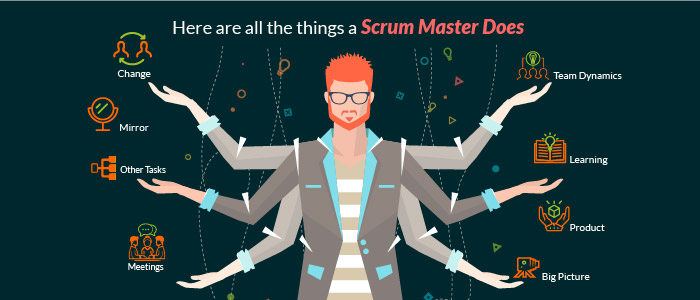 Here are all the things a Scrum Master Does
Change
Mirror
Other Tasks
Meetings
Team Dynamics
Learning
Product
Big Picture